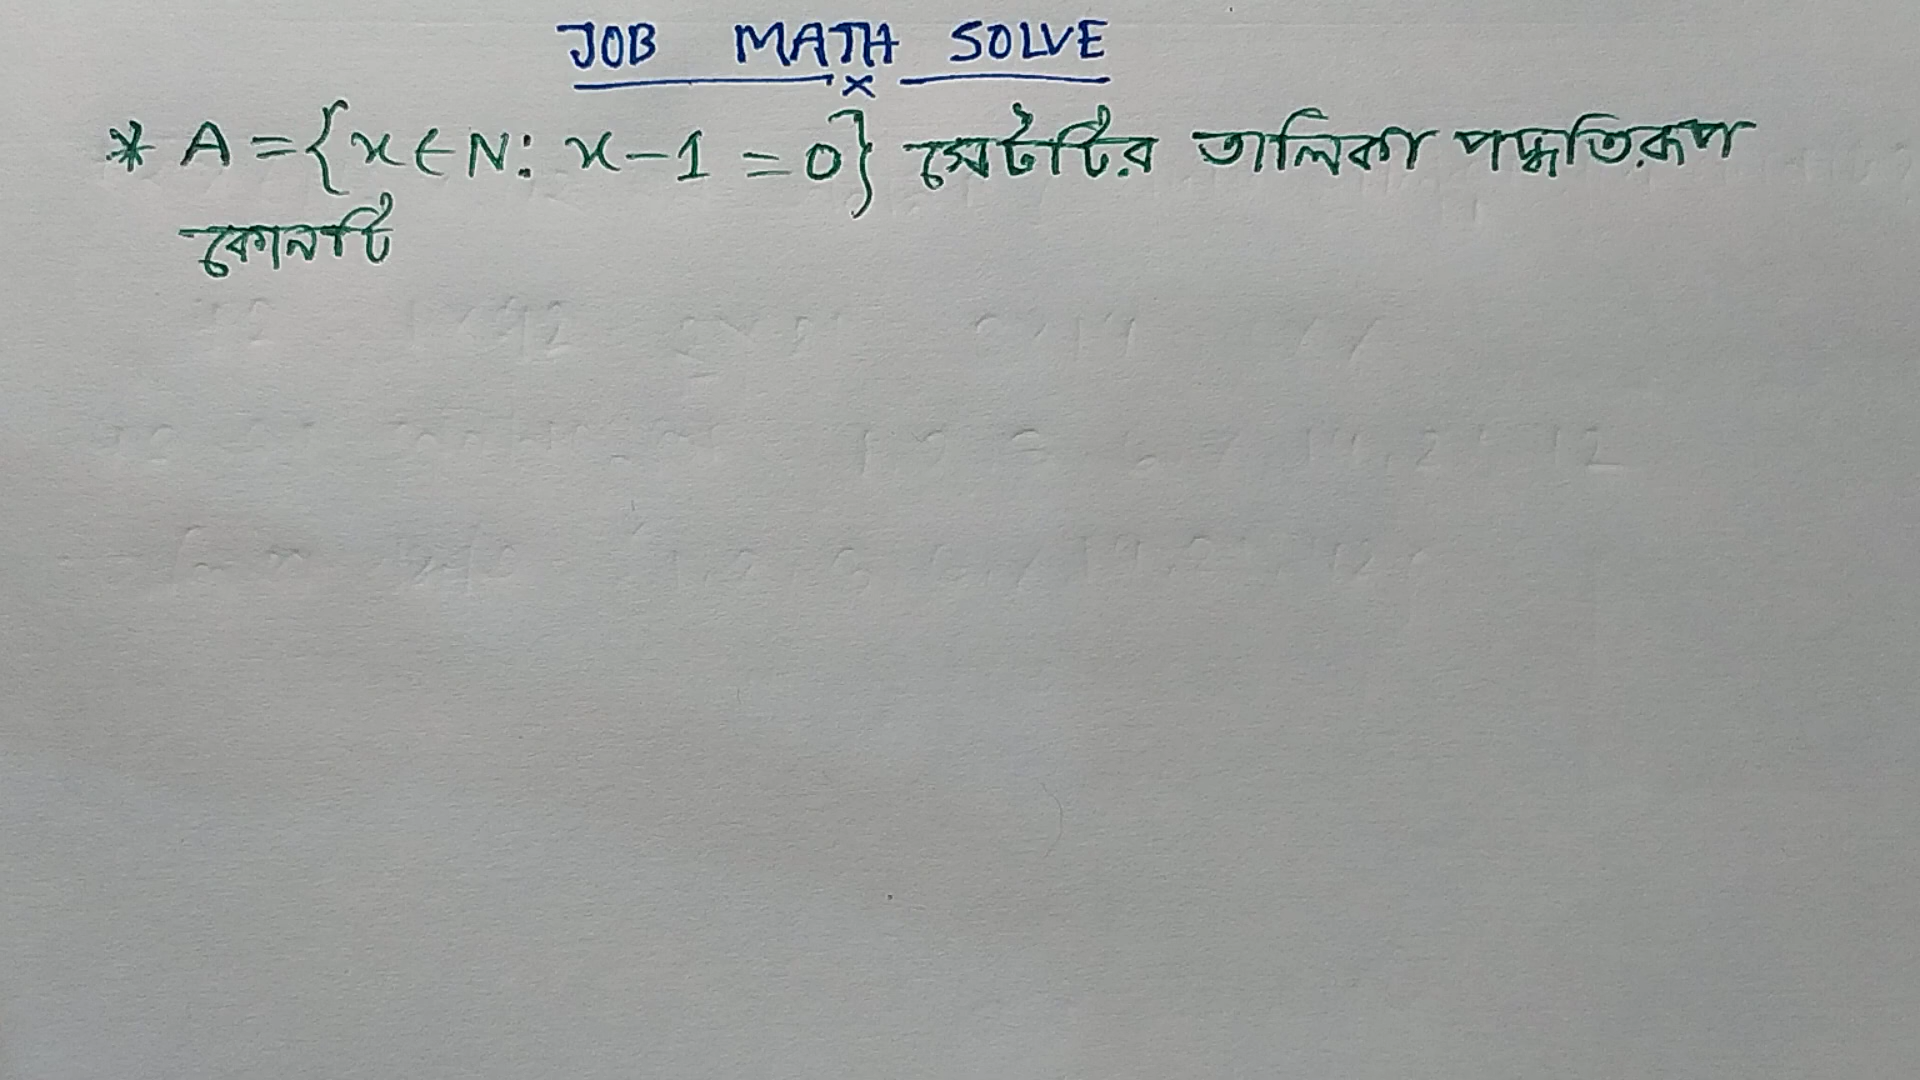 JOB MATH SOLVE
x
* A = {x ∈ N: x - 1 = 0} সেটটির তালিকা পদ্ধতিরূপ
কোনটি